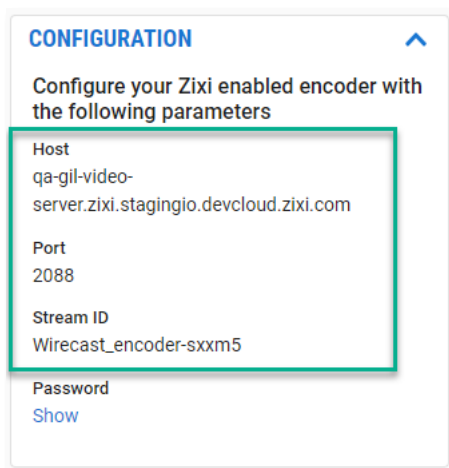 CONFIGURATION
Configure your Zixi enabled encoder with
the following parameters
Host
qa-gil-video-
server.zixi.stagingio.devcloud.zixi.com
Port
2088
Stream ID
Wirecast_encoder-sxxm5
Password
Show